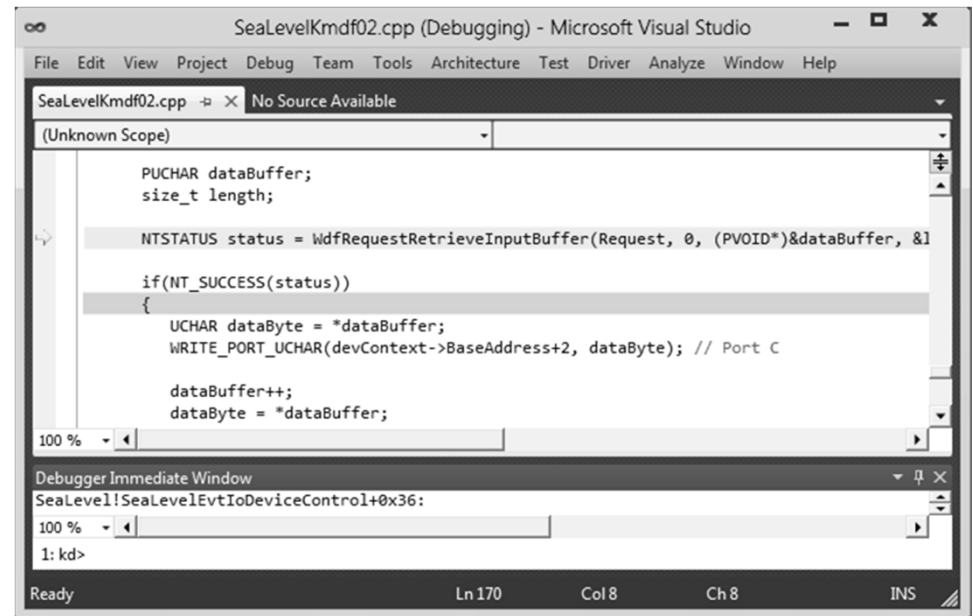 SeaLevelKmdf02.cpp (Debugging) - Microsoft Visual Studio
File Edit View Project Debug Team Tools Architecture Test Driver Analyze Window Help
SeaLevelKmdf02.cpp No Source Available
(Unknown Scope)
PUCHAR dataBuffer;
size_t length;
NTSTATUS status = WdfRequestRetrieveInputBuffer(Request, 0, (PVOID*)&dataBuffer, &l
if(NT_SUCCESS(status))
{
UCHAR dataByte = *dataBuffer;
WRITE_PORT_UCHAR(devContext->BaseAddress+2, dataByte); // Port C
dataBuffer++;
dataByte = *dataBuffer;
100 %
Debugger Immediate Window
SeaLevel!SeaLevelEvtIoDeviceControl+0x36:
100 %
1: kd>
Ready Ln 170 Col 8 Ch 8 INS